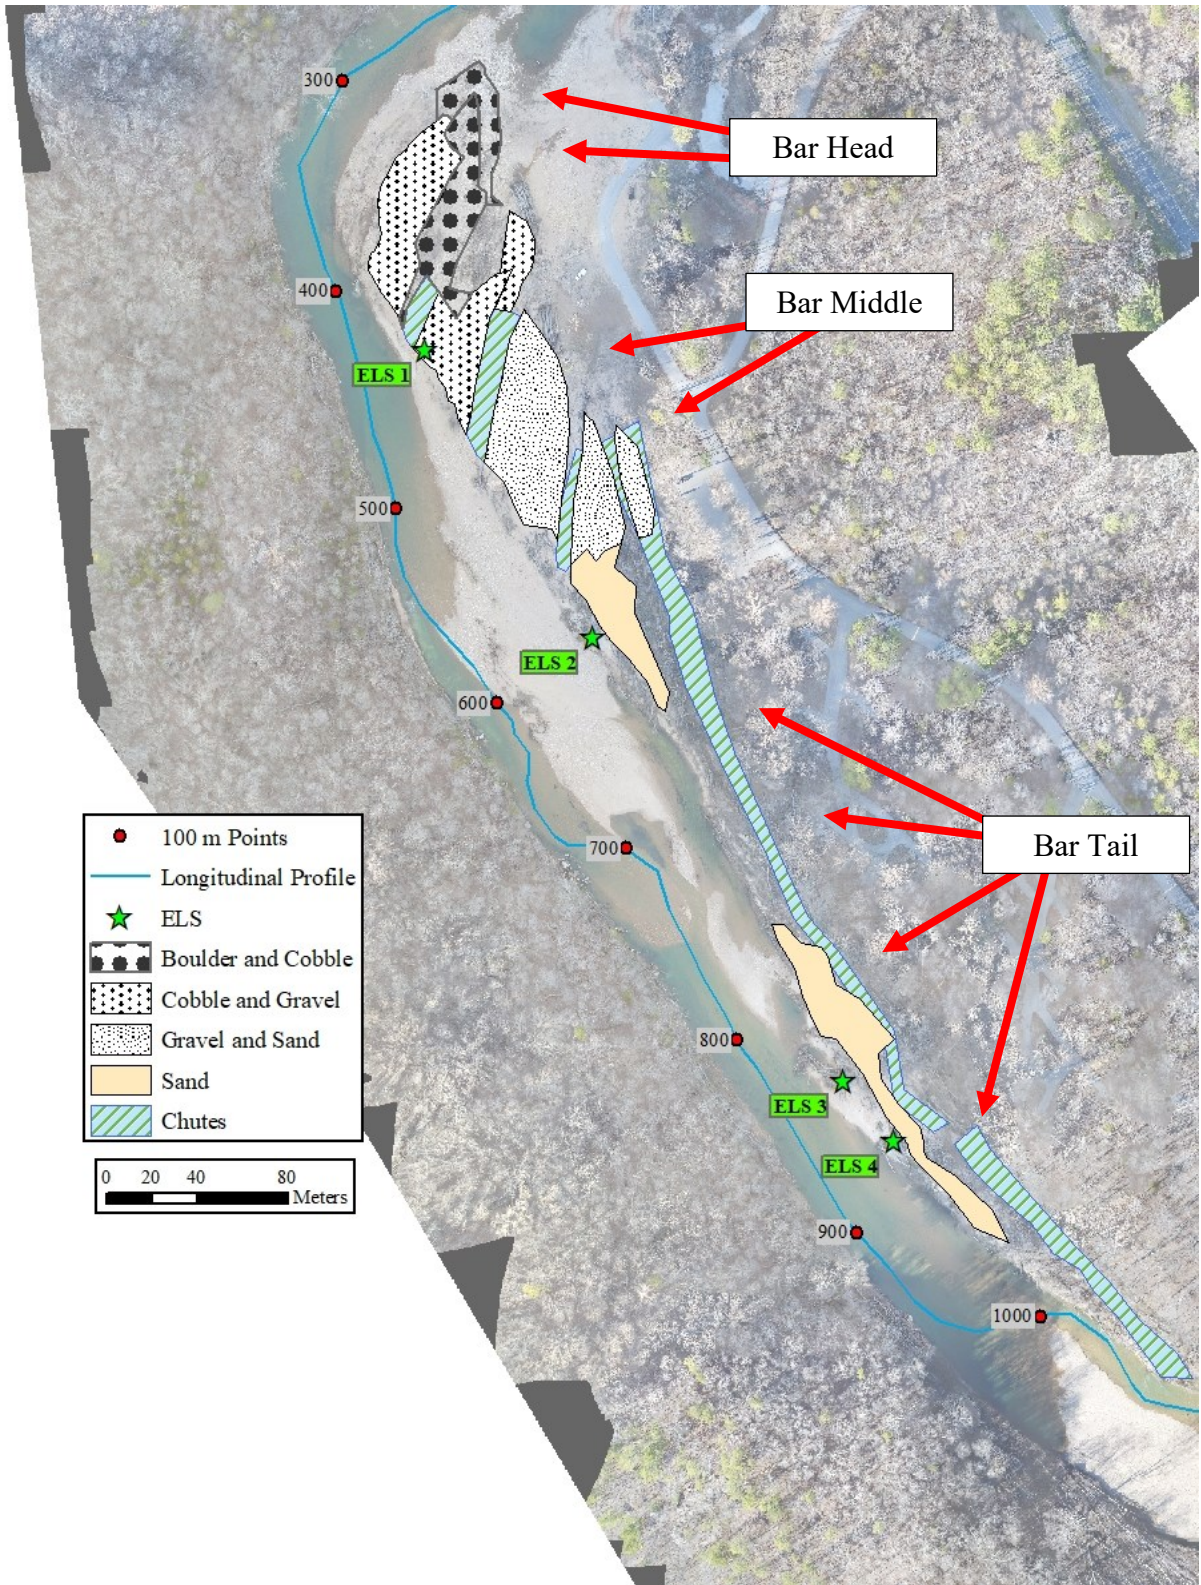 300
Bar Head
400
Bar Middle
ELS 1
500
ELS 2
600
100 m Points
Longitudinal Profile
ELS
Boulder and Cobble
Cobble and Gravel
Gravel and Sand
Sand
Chutes
0 20 40 80
Meters
700
Bar Tail
800
ELS 3
ELS 4
900
1000